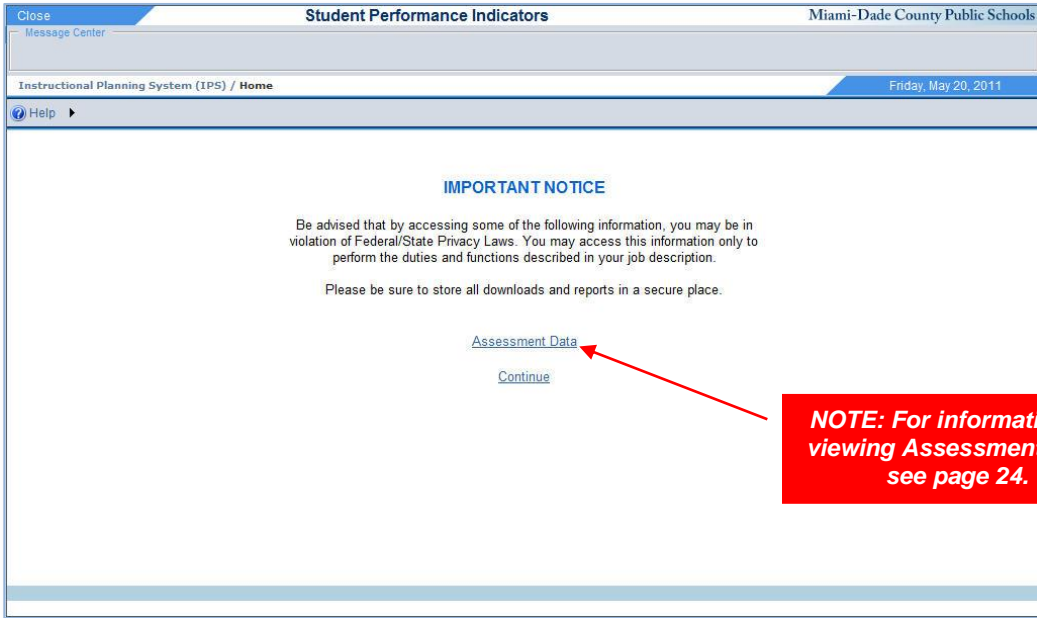 Close Student Performance Indicators Miami-Dade County Public Schools
Message Center
Instructional Planning System (IPS) / Home Friday, May 20, 2011
Help
IMPORTANT NOTICE
Be advised that by accessing some of the following information, you may be in
violation of Federal/State Privacy Laws. You may access this information only to
perform the duties and functions described in your job description.
Please be sure to store all downloads and reports in a secure place.
Assessment Data
Continue
NOTE: For
viewing Assessment
see page 24.